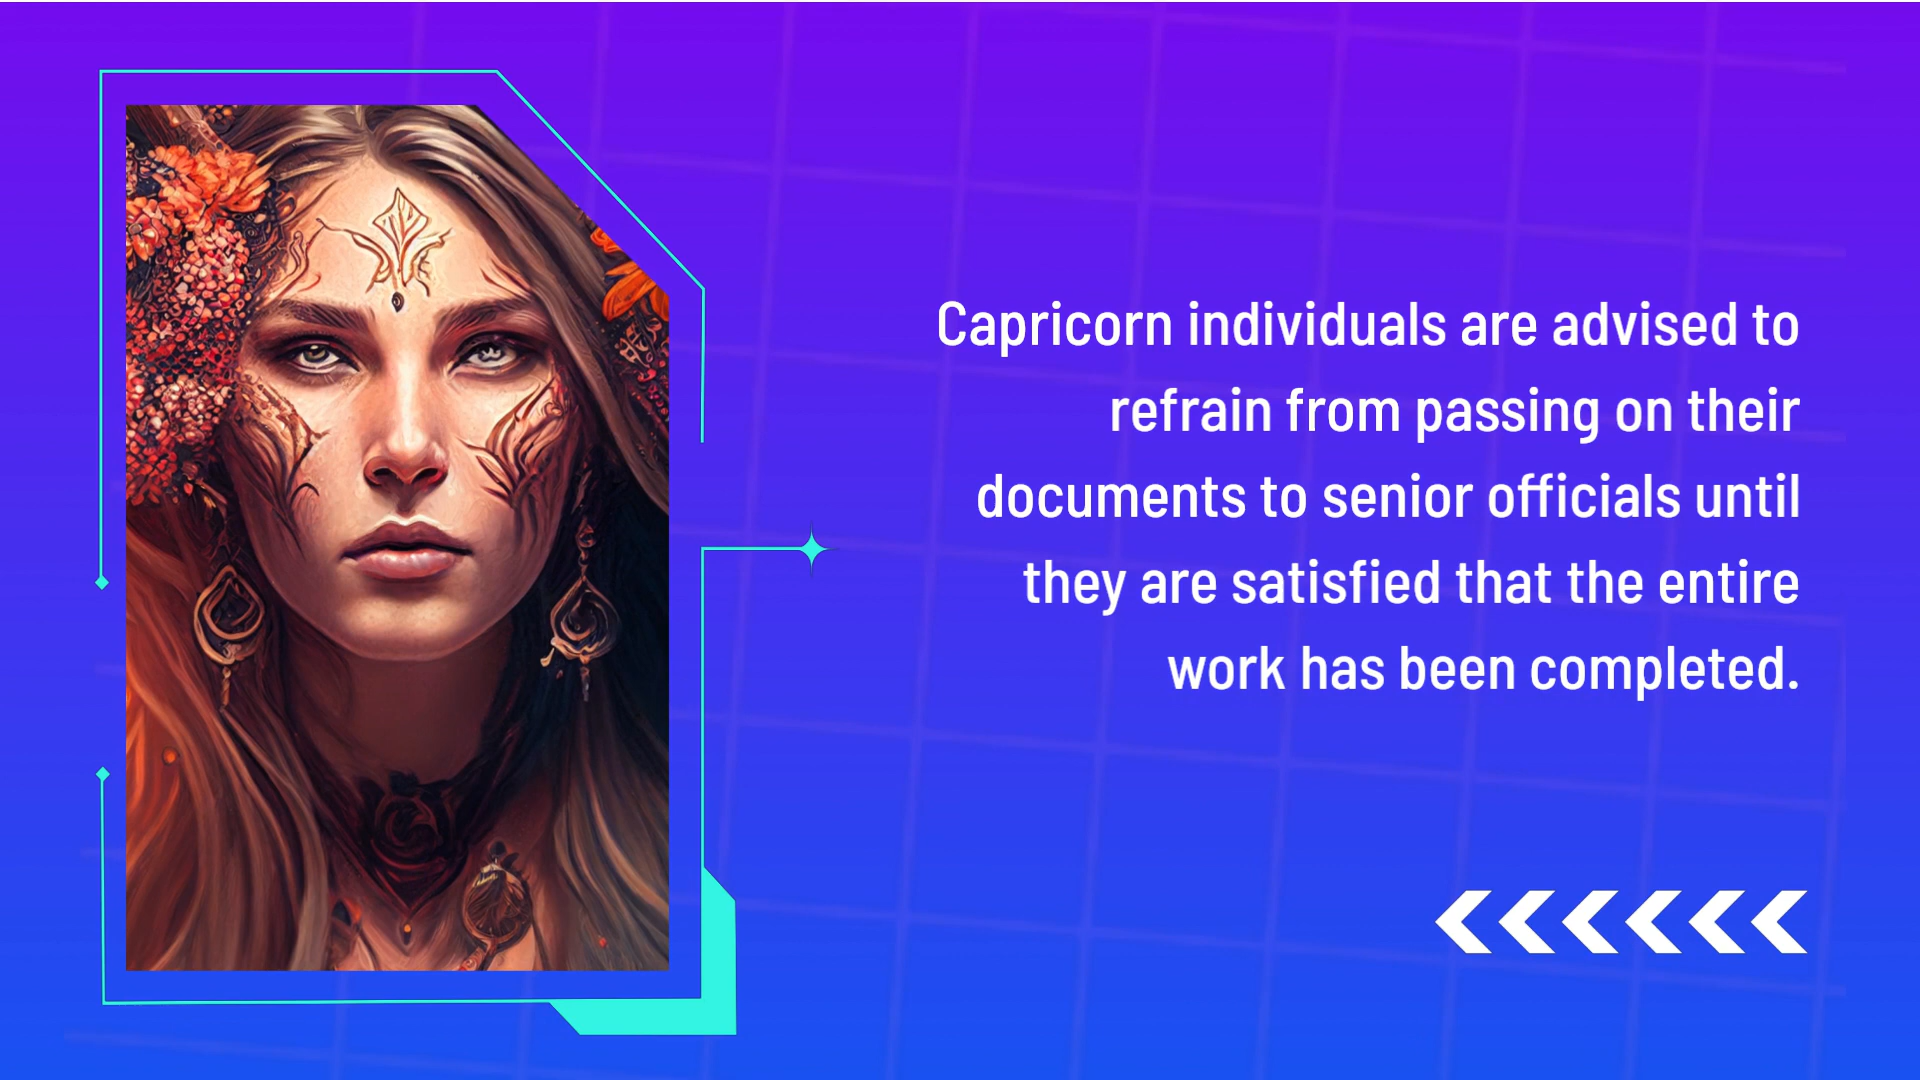 Capricorn individuals are advised to
refrain from passing on their
documents to senior officials until
they are satisfied that the entire
work has been completed.